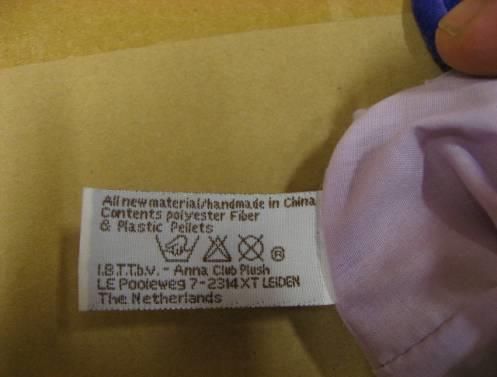 All new material/handmade in China
Contents polyester Fiber
& Plastic Pellets
®
I.B.T.T.b.v. - Anna Club Plush
LE Pooleweg 7-2314 XT LEIDEN
The Netherlands